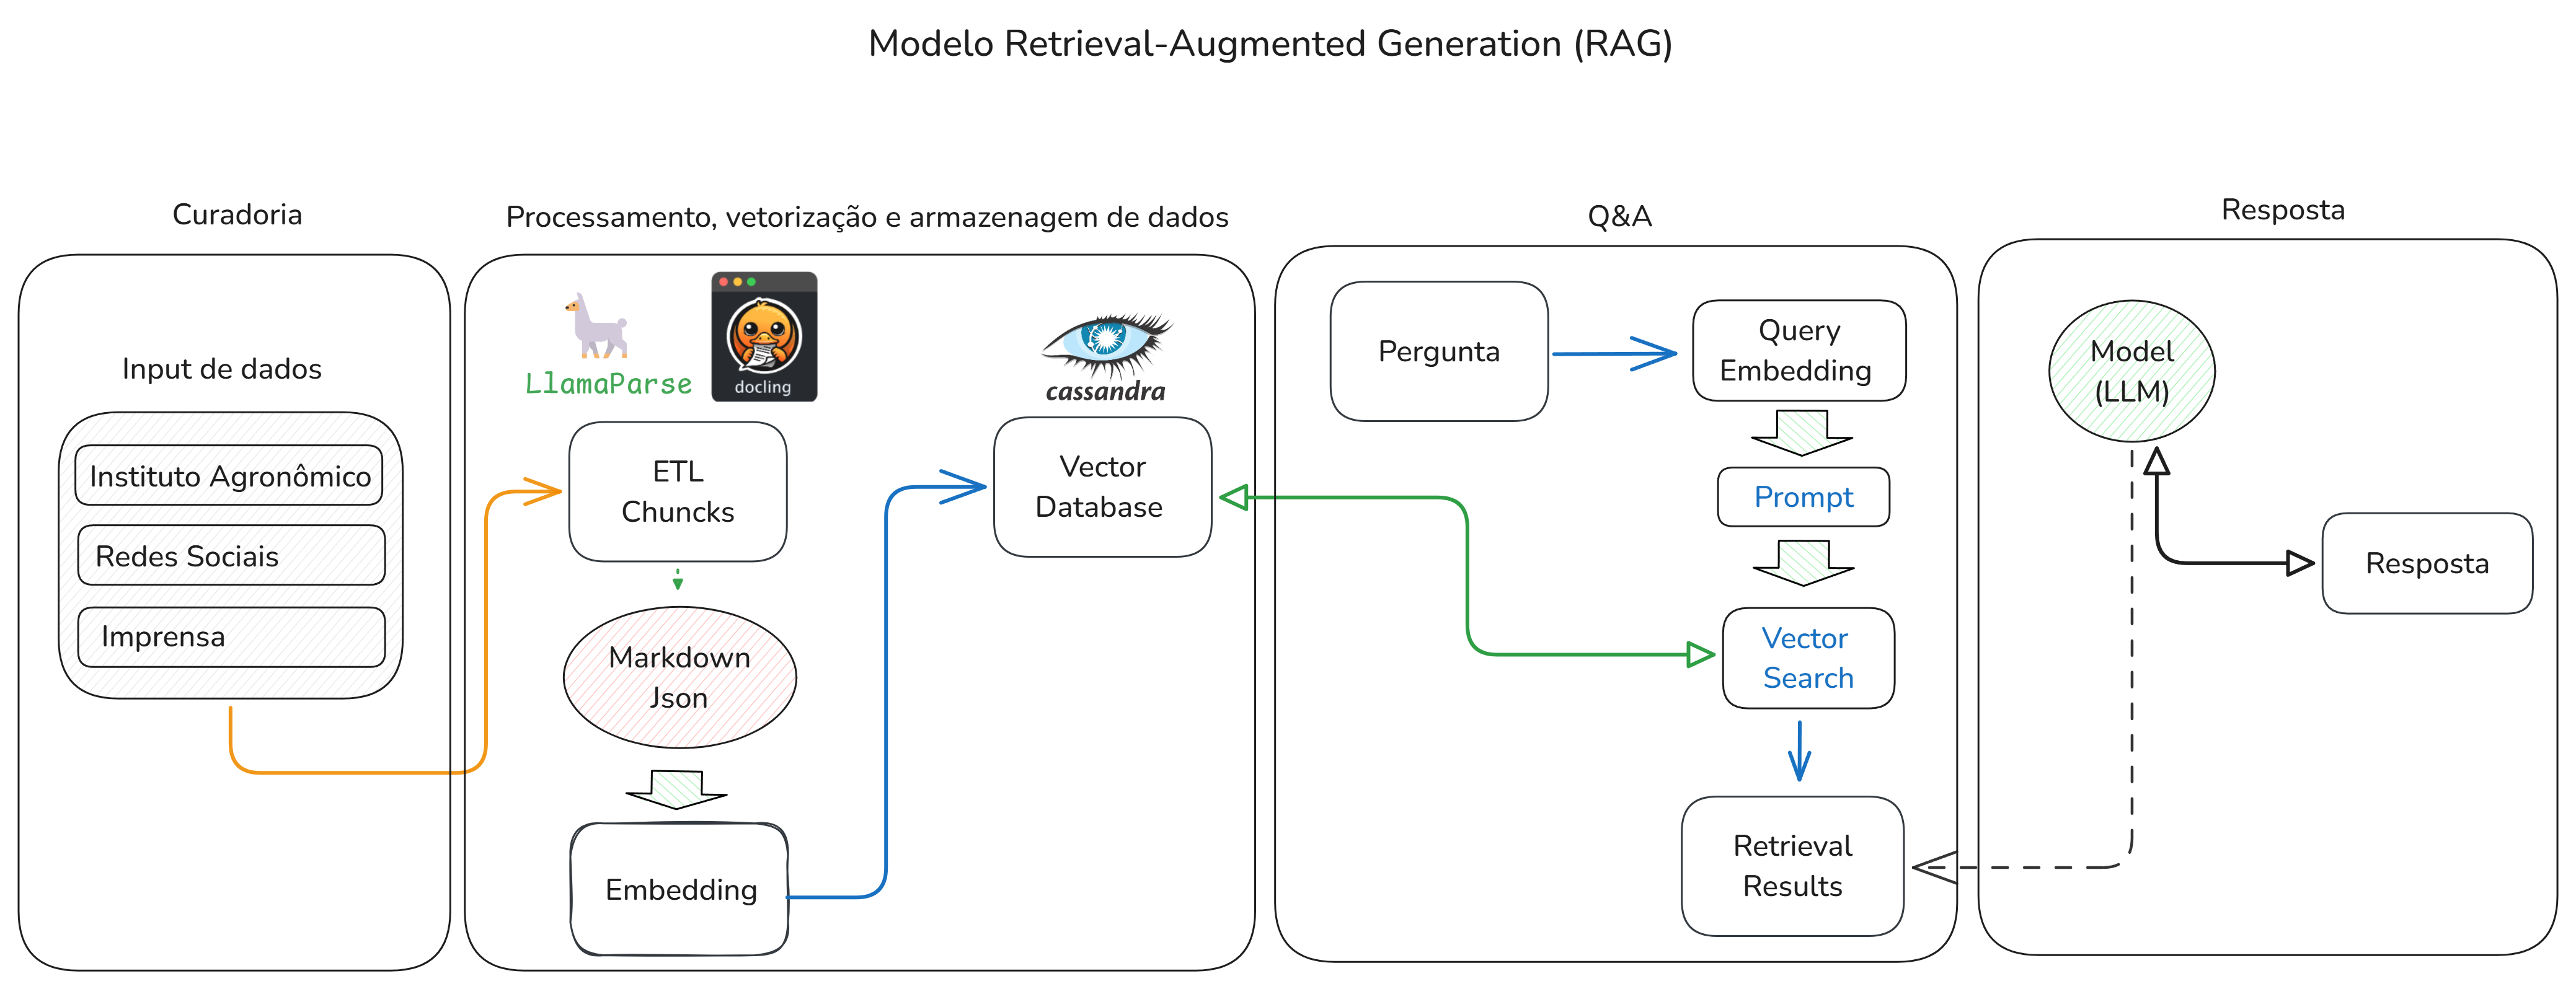 Modelo Retrieval-Augmented Generation (RAG)
Curadoria
Input de dados
Instituto Agronômico
Redes Sociais
Imprensa
Processamento, vetorização e armazenagem de dados
LlamaParse
docling
ETL
Chuncks
Markdown
Json
Embedding
cassandra
Vector
Database
Q&A
Pergunta
Query
Embedding
Prompt
Vector
Search
Retrieval
Results
Resposta
Model
(LLM)
Resposta